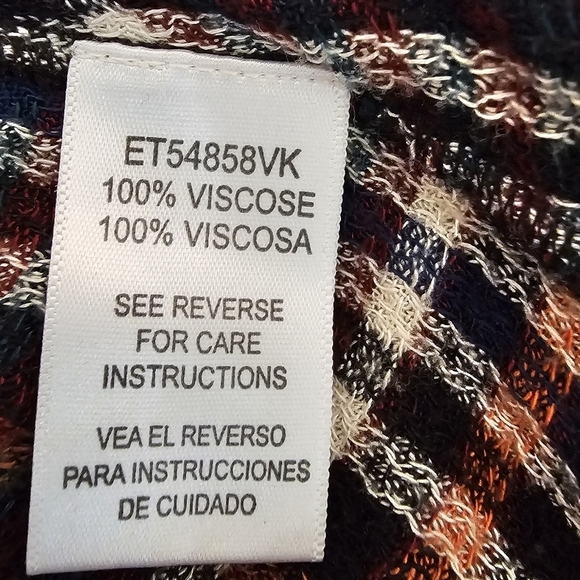 ET54858VK
100% VISCOSE
100% VISCOSA
SEE REVERSE
FOR CARE
INSTRUCTIONS
VEA EL REVERSO
PARA INSTRUCCIONES
DE CUIDADO